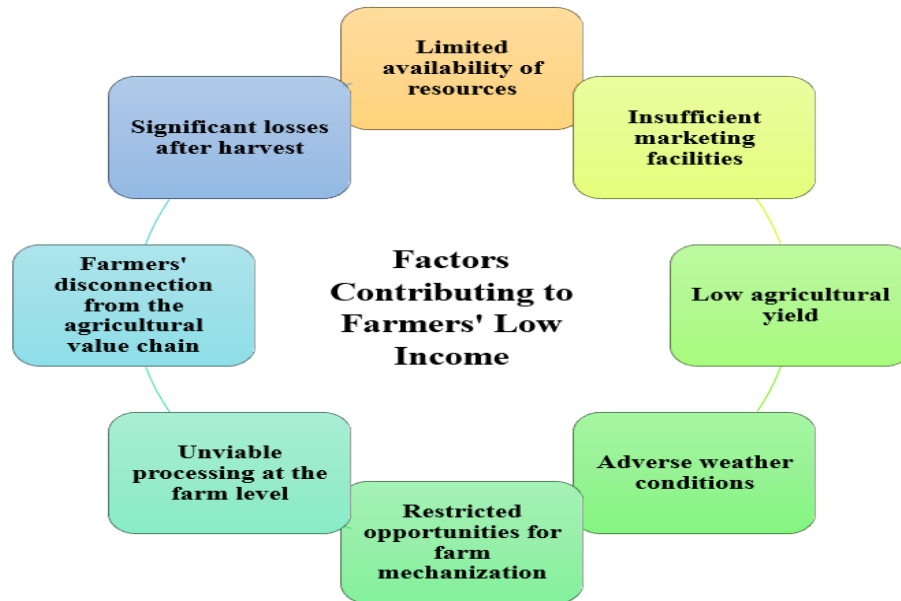 Limited
availability of
resources
Insufficient
marketing
facilities
Low agricultural
yield
Adverse weather
conditions
Restricted
opportunities for
farm
mechanization
Unviable
processing at the
farm level
Farmers'
disconnection
from the
agricultural
value chain
Significant losses
after harvest
Factors
Contributing to
Farmers' Low
Income